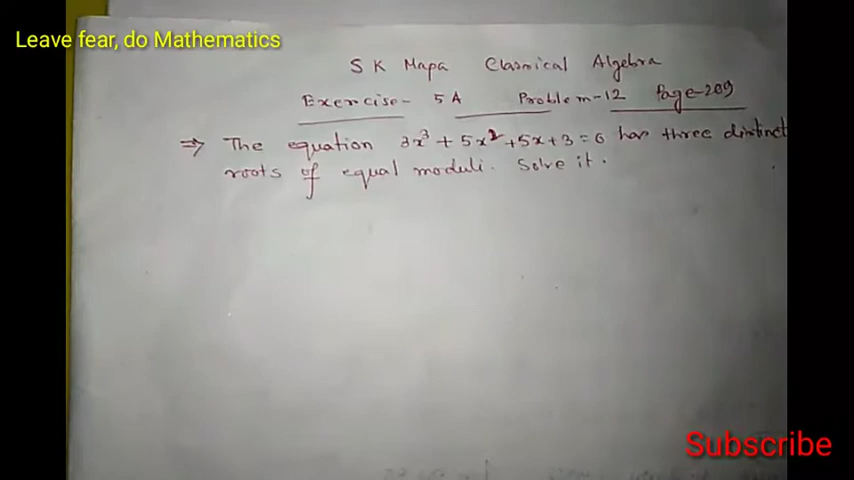 Leave fear, do Mathematics
S K Mapa Classical Algebra
Exercise- 5A Problem-12 Page-209
⇒ The equation 3x³ + 5x² + 5x + 3 = 0 has three distinct
roots of equal moduli. Solve it.
Subscribe